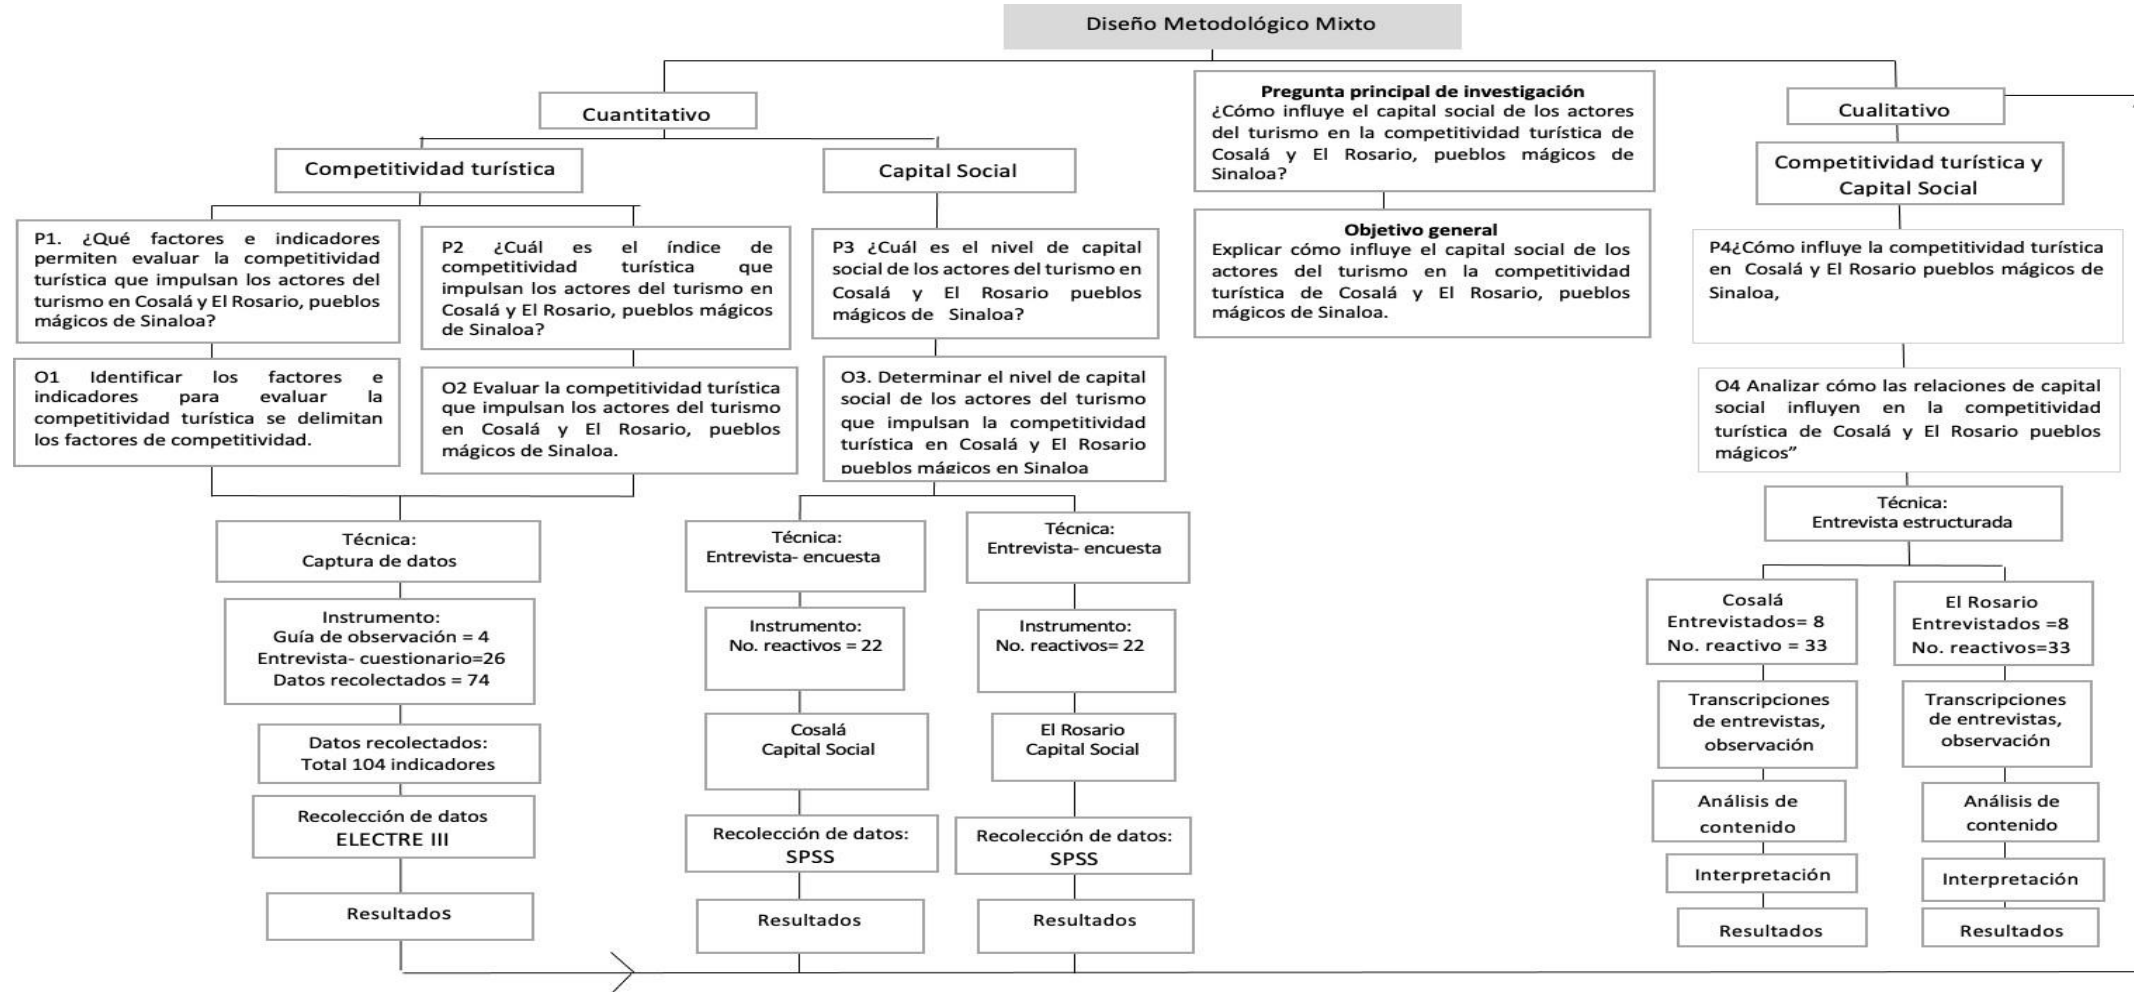 Diseño Metodológico Mixto
Cuantitativo
Competitividad turística
P1. ¿Qué factores e indicadores
permiten evaluar la competitividad
turística que impulsan los actores del
turismo en Cosalá y El Rosario, pueblos
mágicos de Sinaloa?
O1 Identificar los factores e
indicadores para evaluar la
competitividad turística se delimitan
los factores de competitividad.
P2 ¿Cuál es el índice de
competitividad turística que
impulsan los actores del turismo en
Cosalá y El Rosario, pueblos mágicos
de Sinaloa?
O2 Evaluar la competitividad turística
que impulsan los actores del turismo
en Cosalá y El Rosario, pueblos
mágicos de Sinaloa.
Técnica:
Captura de datos
Instrumento:
Guía de observación = 4
Entrevista- cuestionario=26
Datos recolectados = 74
Datos recolectados:
Total 104 indicadores
Recolección de datos
ELECTRE III
Resultados
Capital Social
P3 ¿Cuál es el nivel de capital
social de los actores del turismo en
Cosalá y El Rosario pueblos
mágicos de Sinaloa?
O3. Determinar el nivel de capital
social de los actores del turismo
que impulsan la competitividad
turística en Cosalá y El Rosario
pueblos mágicos en Sinaloa
Técnica:
Entrevista- encuesta
Instrumento:
No. reactivos = 22
Cosalá
Capital Social
Recolección de datos:
SPSS
Resultados
Técnica:
Entrevista- encuesta
Instrumento:
No. reactivos= 22
El Rosario
Capital Social
Recolección de datos:
SPSS
Resultados
Pregunta principal de investigación
¿Cómo influye el capital social de los actores
del turismo en la competitividad turística de
Cosalá y El Rosario, pueblos mágicos de
Sinaloa?
Objetivo general
Explicar cómo influye el capital social de los
actores del turismo en la competitividad
turística de Cosalá y El Rosario, pueblos
mágicos de Sinaloa.
Cualitativo
Competitividad turística y
Capital Social
P4¿Cómo influye la competitividad turística
en Cosalá y El Rosario pueblos mágicos de
Sinaloa,
O4 Analizar cómo las relaciones de capital
social influyen en la competitividad
turística de Cosalá y El Rosario pueblos
mágicos”
Técnica:
Entrevista estructurada
Cosalá
Entrevistados= 8
No. reactivo = 33
Transcripciones
de entrevistas,
observación
Análisis de
contenido
Interpretación
Resultados
El Rosario
Entrevistados =8
No. reactivos=33
Transcripciones
de entrevistas,
observación
Análisis de
contenido
Interpretación
Resultados